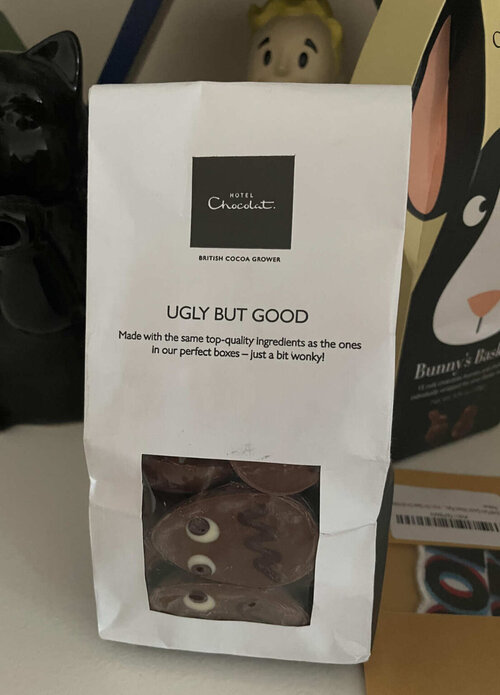 HOTEL
Chocolat.
BRITISH COCOA GROWER
UGLY BUT GOOD
Made with the same top-quality ingredients as the ones
in our perfect boxes – just a bit wonky!
Bunny's